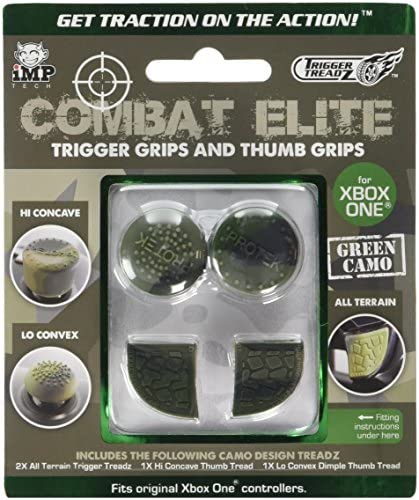 GET TRACTION ON THE ACTION!™
iMP
TECH
TRIGGER
TREADZ™
COMBAT ELITE
TRIGGER GRIPS AND THUMB GRIPS
for
XBOX
ONE®
HI CONCAVE
GREEN
CAMO
PROTEK
PROTEK
ALL TERRAIN
LO CONVEX
← Fitting
instructions
under here
INCLUDES THE FOLLOWING CAMO DESIGN TREADZ
2X All Terrain Trigger Treadz 1X Hi Concave Thumb Tread 1X Lo Convex Dimple Thumb Tread
Fits original Xbox One® controllers.